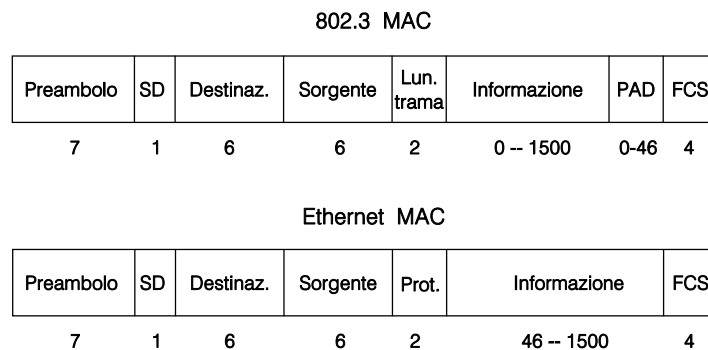 802.3 MAC
Preambolo SD Destinaz. Sorgente Lun. trama Informazione PAD FCS
7 1 6 6 2 0 -- 1500 0-46 4
Ethernet MAC
Preambolo SD Destinaz. Sorgente Prot. Informazione FCS
7 1 6 6 2 46 -- 1500 4